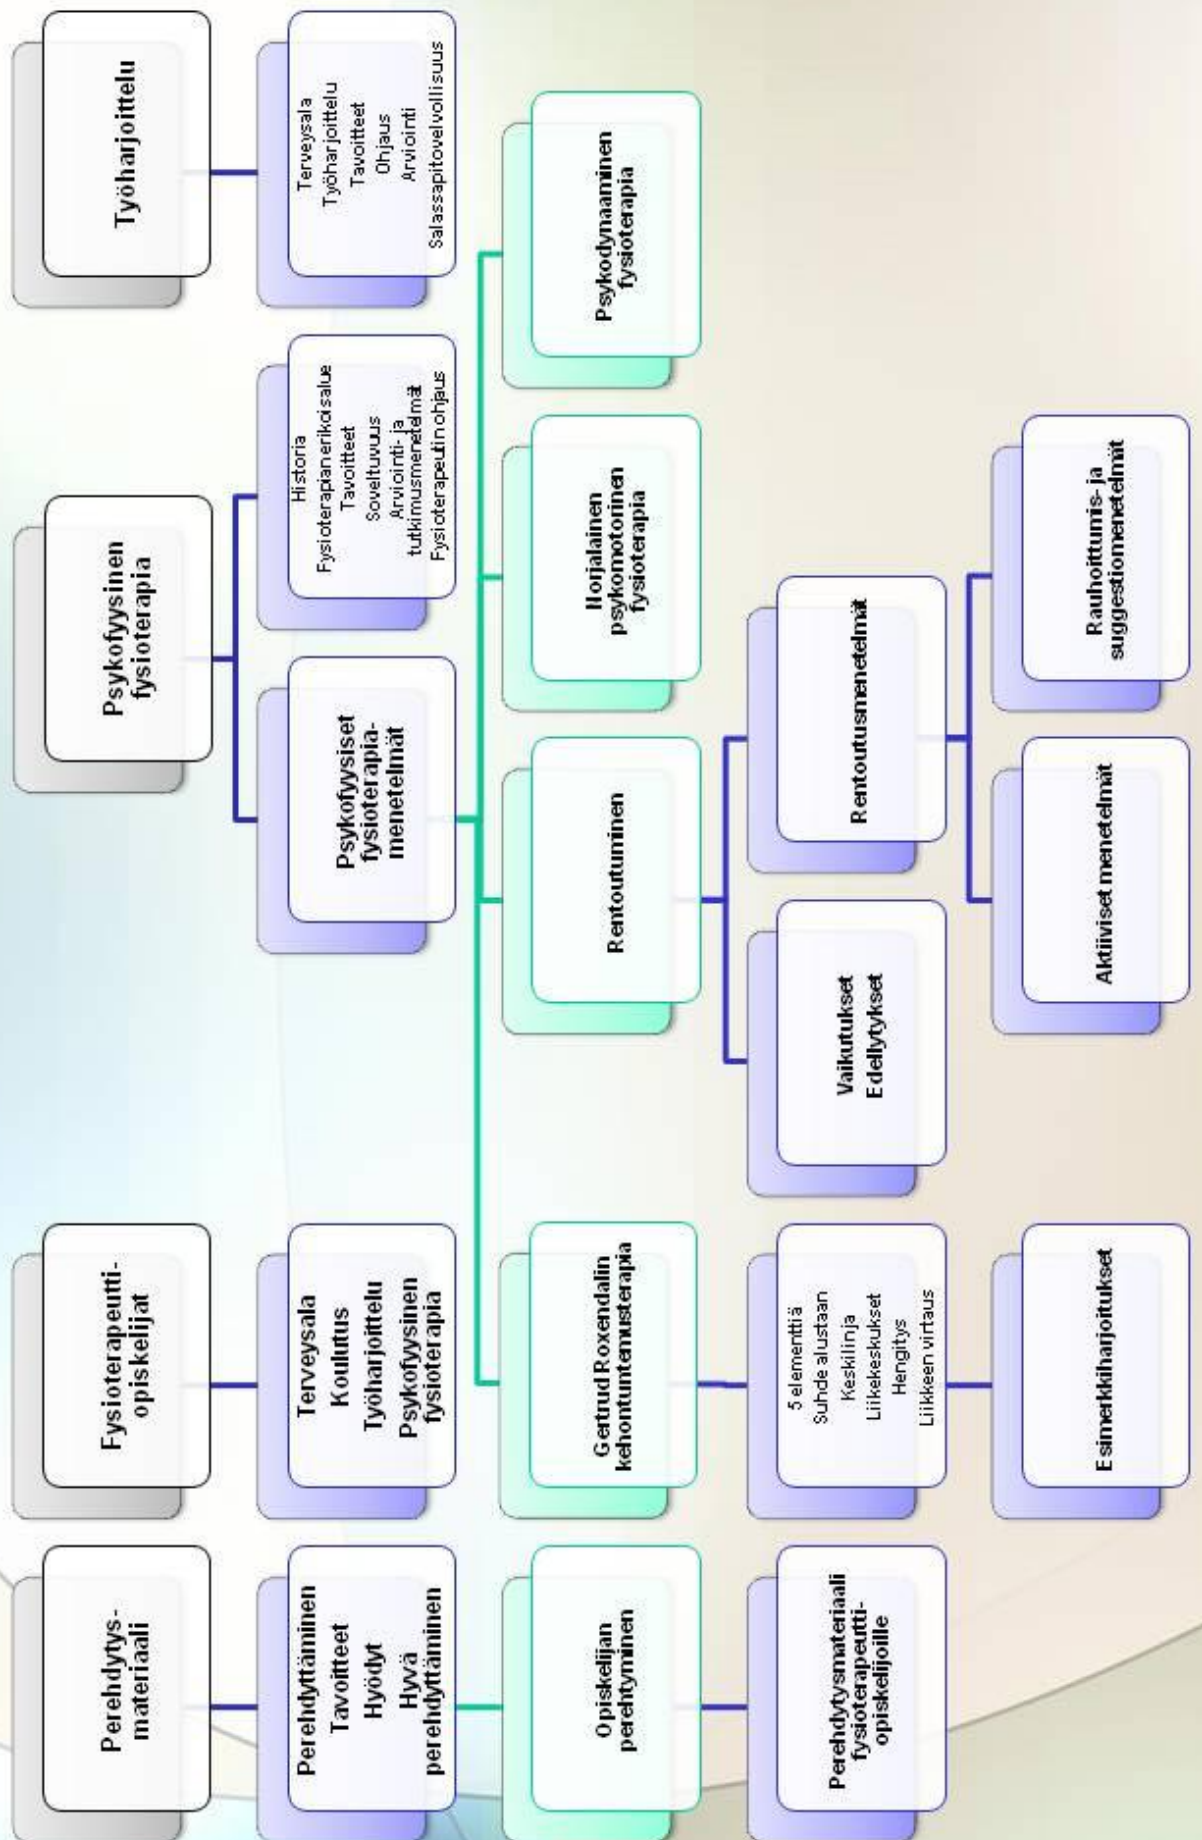 Perehdytys-
materiaali
Fysioterapeutti-
opiskelijat
Psykofyysinen
fysioterapia
Työharjoittelu
Perehdyttäminen
Tavoitteet
Hyödyt
Hyvä
perehdyttäminen
Terveysala
Koulutus
Työharjoittelu
Psykofyysinen
fysioterapia
Psykofyysiset
fysioterapia-
menetelmät
Historia
Fysioterapian erikoisalue
Tavoitteet
Soveltuvuus
Arviointi- ja
tutkimusmenetelmät
Fysioterapeutin ohjaus
Terveysala
Työharjoittelu
Tavoitteet
Ohjaus
Arviointi
Salassapitovelvollisuus
Opiskelijan
perehtyminen
Gertrud Roxendalin
kehontuntemusterapia
Rentoutuminen
Norjalainen
psykomotorinen
fysioterapia
Psykodynaaminen
fysioterapia
Perehdytysmateriaali
fysioterapeutti-
opiskelijoille
5 elementtiä
Suhde alustaan
Keskilinja
Liikekeskukset
Hengitys
Liikkeen virtaus
Vaikutukset
Edellytykset
Rentoutusmenetelmät
Esimerkkiharjoitukset
Aktiiviset menetelmät
Rauhoittumis- ja
suggestiomenetelmät